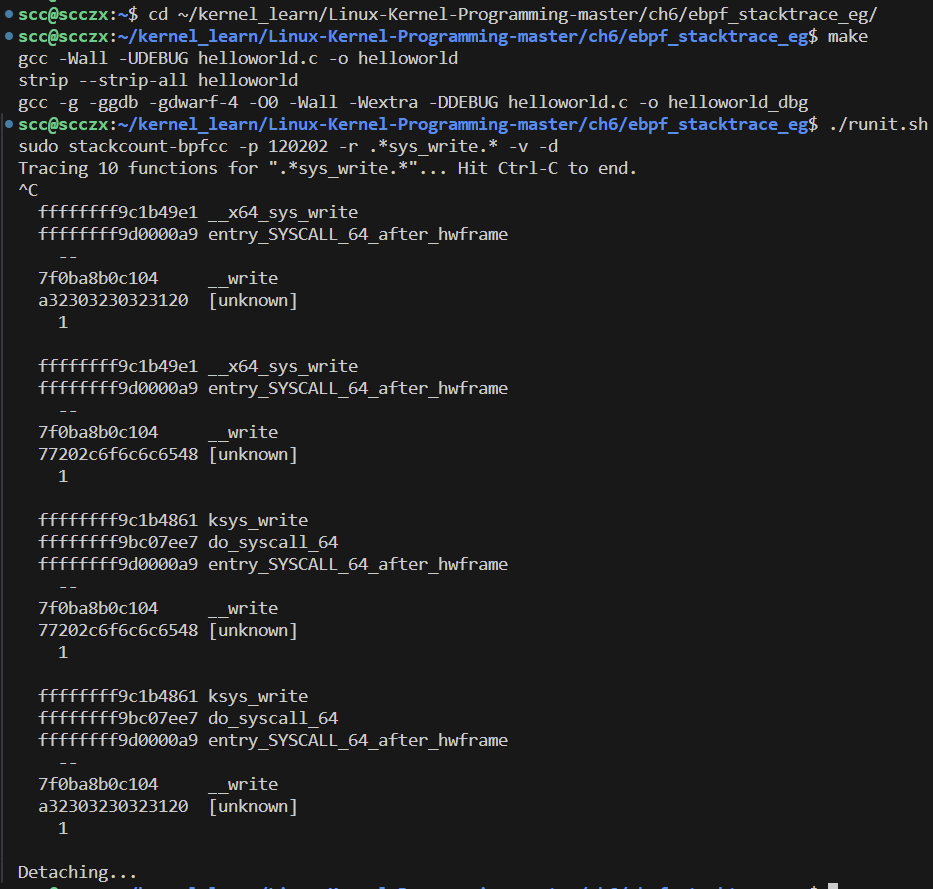 scc@scczx:~$ cd ~/kernel_learn/Linux-Kernel-Programming-master/ch6/ebpf_stacktrace_eg/
scc@scczx:~/kernel_learn/Linux-Kernel-Programming-master/ch6/ebpf_stacktrace_eg$ make
gcc -Wall -UDEBUG helloworld.c -o helloworld
strip --strip-all helloworld
gcc -g -ggdb -gdwarf-4 -O0 -Wall -Wextra -DDEBUG helloworld.c -o helloworld_dbg
scc@scczx:~/kernel_learn/Linux-Kernel-Programming-master/ch6/ebpf_stacktrace_eg$ ./runit.sh
sudo stackcount-bpfcc -p 120202 -r .*sys_write.* -v -d
Tracing 10 functions for ".*sys_write.*"... Hit Ctrl-C to end.
^C
  ffffffff9c1b49e1 __x64_sys_write
  ffffffff9d0000a9 entry_SYSCALL_64_after_hwframe
    --
  7f0ba8b0c104     __write
  a32303230323120  [unknown]
    1

  ffffffff9c1b49e1 __x64_sys_write
  ffffffff9d0000a9 entry_SYSCALL_64_after_hwframe
    --
  7f0ba8b0c104     __write
  77202c6f6c6c6548 [unknown]
    1

  ffffffff9c1b4861 ksys_write
  ffffffff9bc07ee7 do_syscall_64
  ffffffff9d0000a9 entry_SYSCALL_64_after_hwframe
    --
  7f0ba8b0c104     __write
  77202c6f6c6c6548 [unknown]
    1

  ffffffff9c1b4861 ksys_write
  ffffffff9bc07ee7 do_syscall_64
  ffffffff9d0000a9 entry_SYSCALL_64_after_hwframe
    --
  7f0ba8b0c104     __write
  a32303230323120  [unknown]
    1

Detaching...